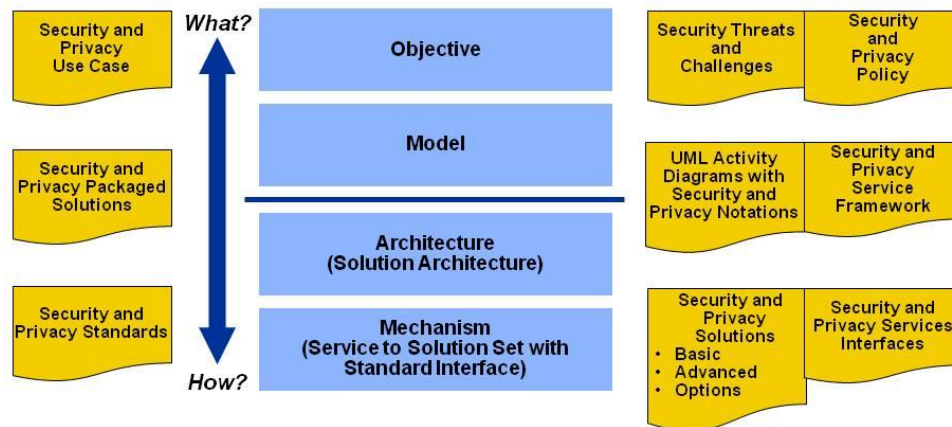 Security and
Privacy
Use Case
Security and
Privacy Packaged
Solutions
Security and
Privacy Standards
What?
How?
Objective
Model
Architecture
(Solution Architecture)
Mechanism
(Service to Solution Set with
Standard Interface)
Security Threats
and
Challenges
Security
and
Privacy
Policy
UML Activity
Diagrams with
Security and
Privacy Notations
Security and
Privacy
Service
Framework
Security and
Privacy
Solutions
• Basic
• Advanced
• Options
Security and
Privacy Services
Interfaces